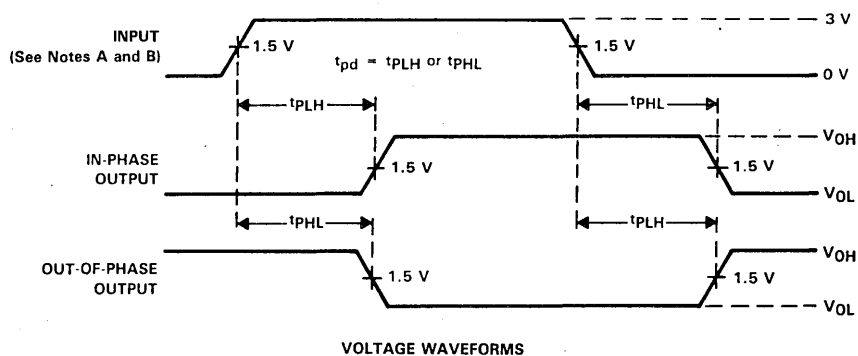 3 V
INPUT
(See Notes A and B)
1.5 V
1.5 V
tpd = tPLH or tPHL
0 V
tPLH
tPHL
VOH
IN-PHASE
OUTPUT
1.5 V
1.5 V
VOL
tPHL
tPLH
VOH
OUT-OF-PHASE
OUTPUT
1.5 V
1.5 V
VOL
VOLTAGE WAVEFORMS